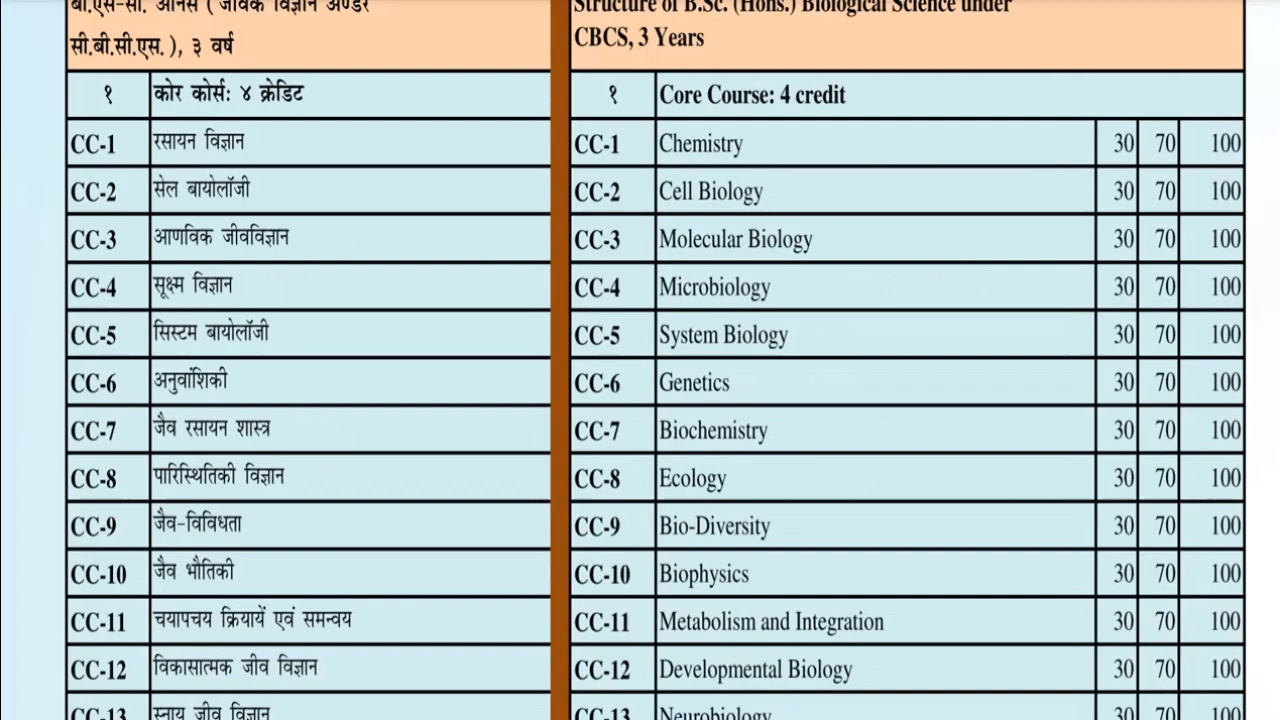 बी.एस-सी. ऑनर्स ( जैविक विज्ञान अण्डर
सी.बी.सी.एस. ), ३ वर्ष
१ कोर कोर्स: ४ क्रेडिट
CC-1 रसायन विज्ञान
CC-2 सेल बायोलॉजी
CC-3 आणविक जीवविज्ञान
CC-4 सूक्ष्म विज्ञान
CC-5 सिस्टम बायोलॉजी
CC-6 अनुवांशिकी
CC-7 जैव रसायन शास्त्र
CC-8 पारिस्थितिकी विज्ञान
CC-9 जैव-विविधता
CC-10 जैव भौतिकी
CC-11 चयापचय क्रियायें एवं समन्वय
CC-12 विकासात्मक जीव विज्ञान
CC-13 स्नायु जीव विज्ञान
Structure of B.Sc. (Hons.) Biological Science under
CBCS, 3 Years
१ Core Course: 4 credit
CC-1 Chemistry 30 70 100
CC-2 Cell Biology 30 70 100
CC-3 Molecular Biology 30 70 100
CC-4 Microbiology 30 70 100
CC-5 System Biology 30 70 100
CC-6 Genetics 30 70 100
CC-7 Biochemistry 30 70 100
CC-8 Ecology 30 70 100
CC-9 Bio-Diversity 30 70 100
CC-10 Biophysics 30 70 100
CC-11 Metabolism and Integration 30 70 100
CC-12 Developmental Biology 30 70 100
CC-13 Neurobiology 30 70 100